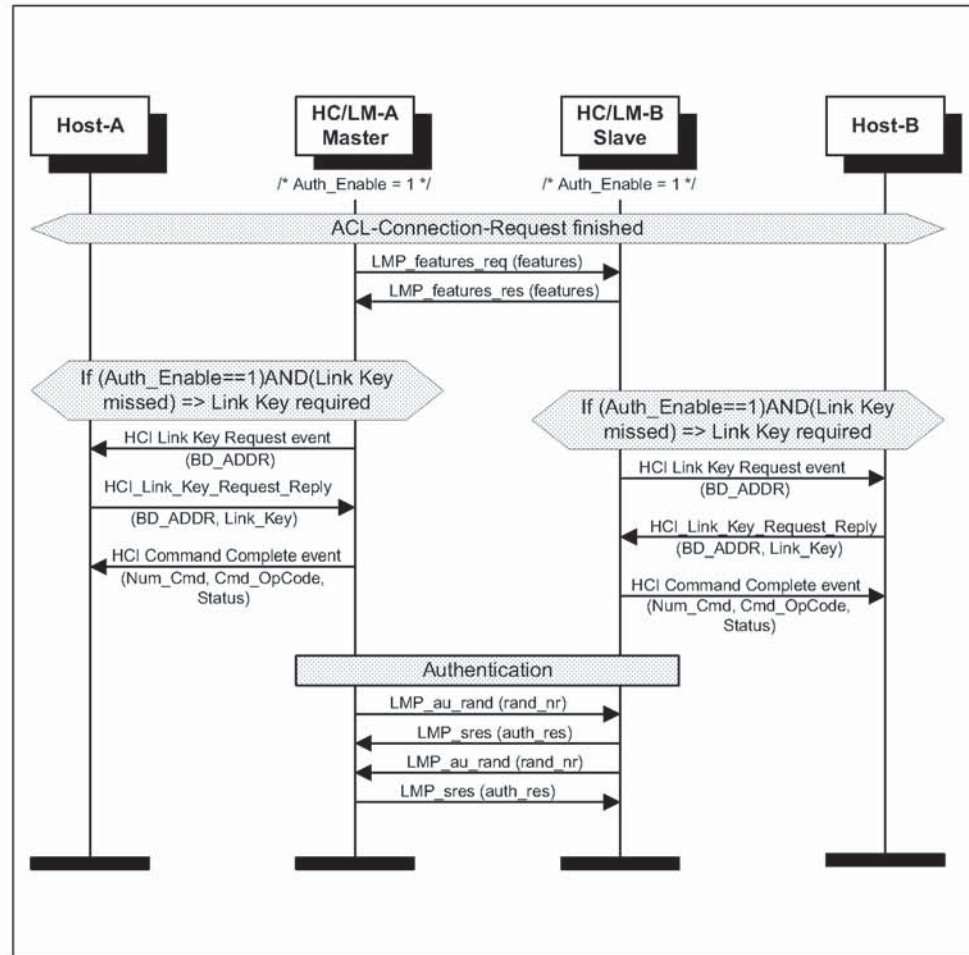 Host-A
HC/LM-A
Master
HC/LM-B
Slave
Host-B
/* Auth_Enable = 1 */
/* Auth_Enable = 1 */
ACL-Connection-Request finished
LMP_features_req (features)
LMP_features_res (features)
If (Auth_Enable==1)AND(Link Key
missed) => Link Key required
If (Auth_Enable==1)AND(Link Key
missed) => Link Key required
HCI Link Key Request event
(BD_ADDR)
HCI Link Key Request event
(BD_ADDR)
HCI_Link_Key_Request_Reply
(BD_ADDR, Link_Key)
HCI_Link_Key_Request_Reply
(BD_ADDR, Link_Key)
HCI Command Complete event
(Num_Cmd, Cmd_OpCode,
Status)
HCI Command Complete event
(Num_Cmd, Cmd_OpCode,
Status)
Authentication
LMP_au_rand (rand_nr)
LMP_sres (auth_res)
LMP_au_rand (rand_nr)
LMP_sres (auth_res)